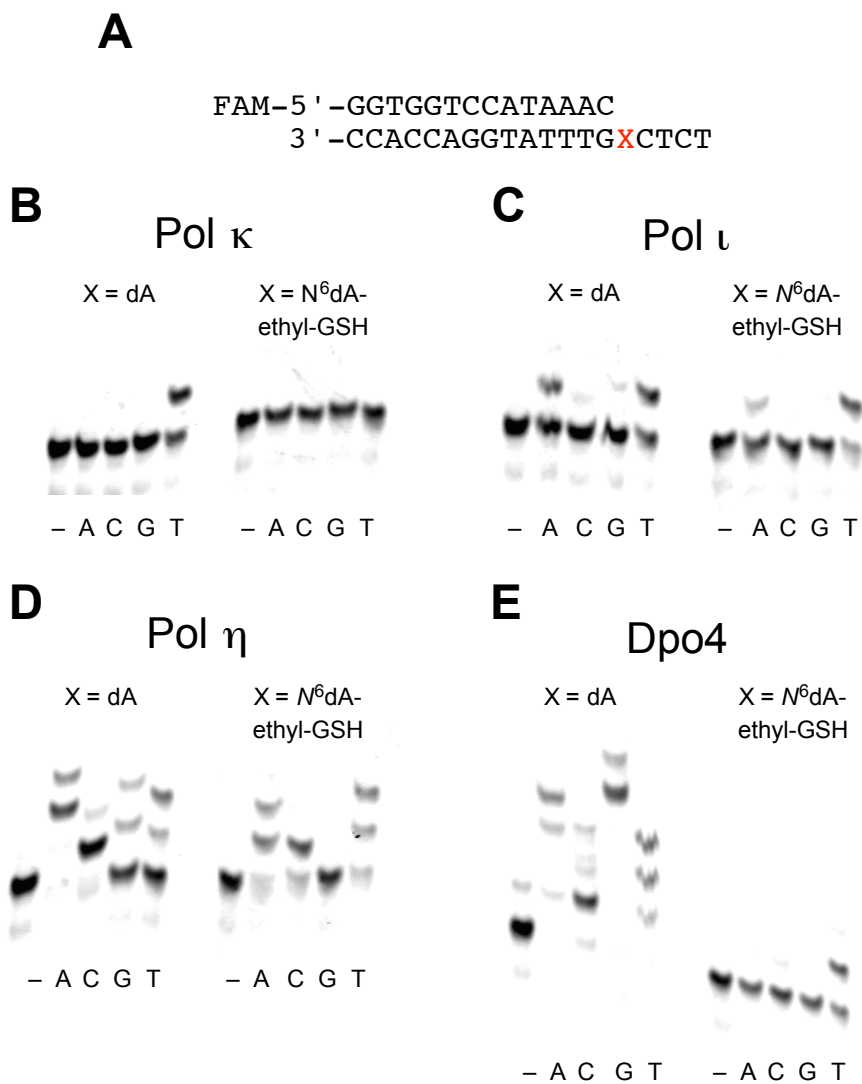 A
FAM-5'-GGTGGTCCATAAAC
3'-CCACCAGGTATTTGXCTCT
B
Pol κ
X = dA
X = N⁶dA-
ethyl-GSH
– A C G T
– A C G T
C
Pol ι
X = dA
X = N⁶dA-
ethyl-GSH
– A C G T
– A C G T
D
Pol η
X = dA
X = N⁶dA-
ethyl-GSH
– A C G T
– A C G T
E
Dpo4
X = dA
X = N⁶dA-
ethyl-GSH
– A C G T
– A C G T